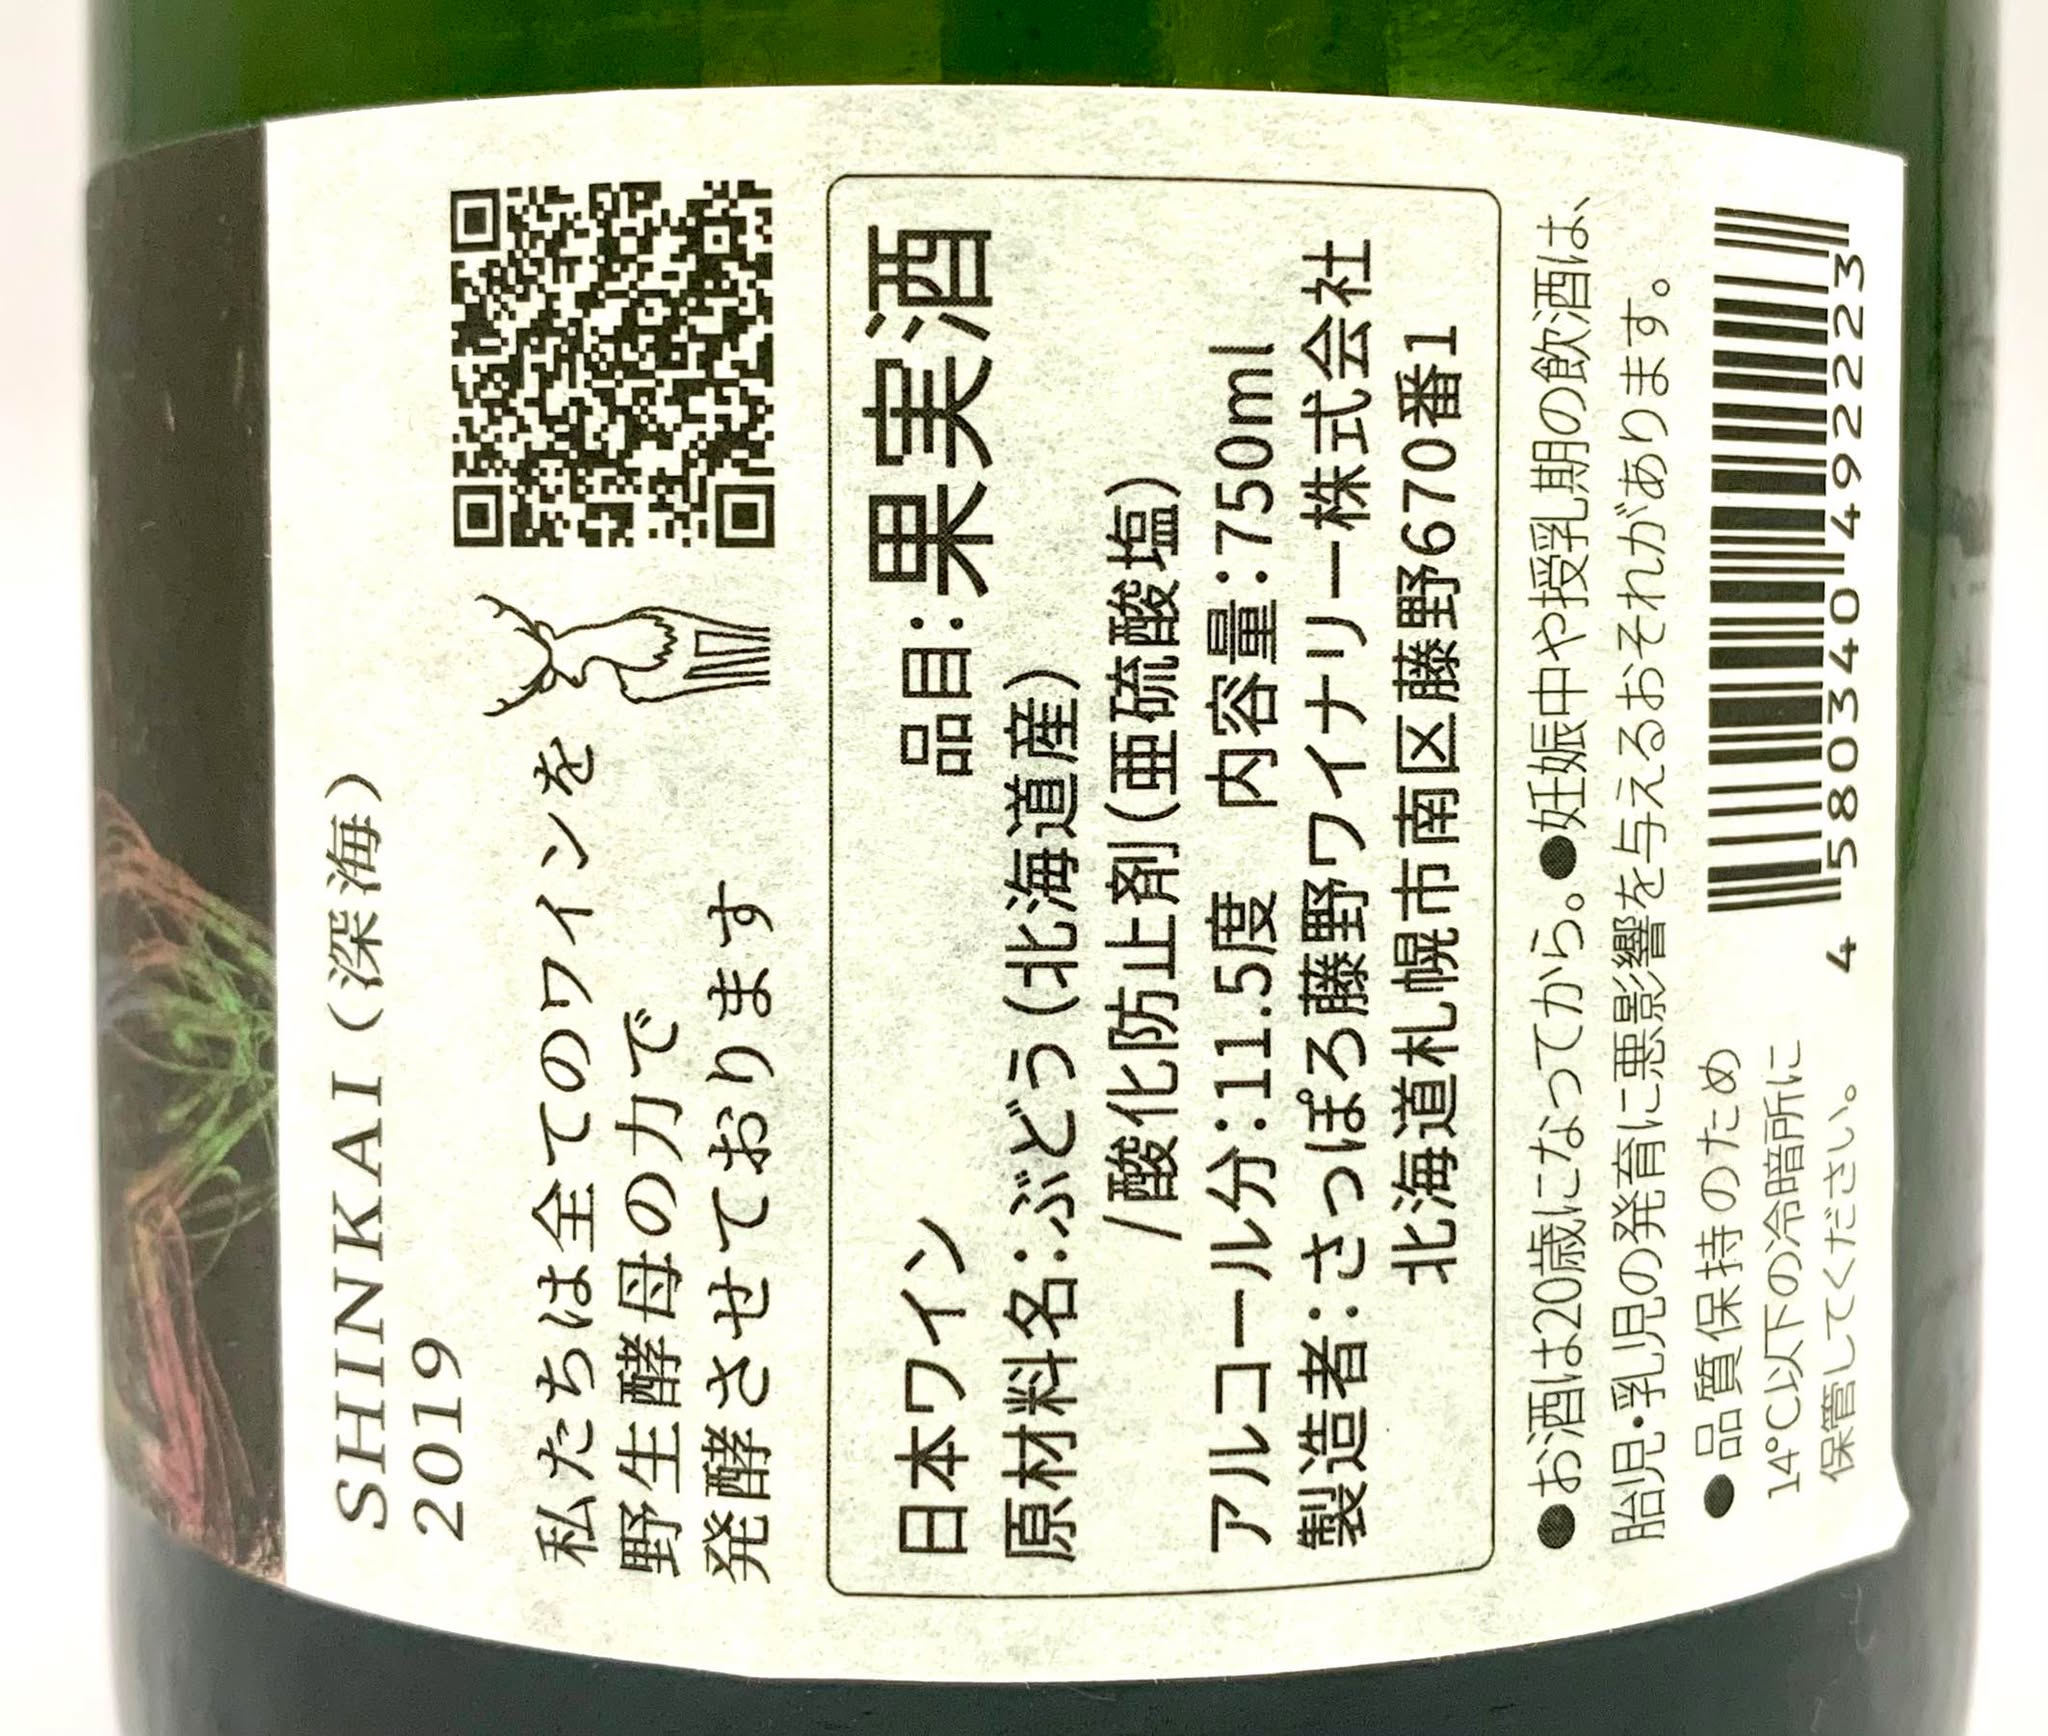 SHINKAI（深海）
2019
私たちは全てのワインを
野生酵母の力で
発酵させております
日本ワイン 品目：果実酒
原材料名：ぶどう（北海道産）
/酸化防止剤（亜硫酸塩）
アルコール分：11.5度 内容量：750ml
製造者：さっぽろ藤野ワイナリー株式会社
北海道札幌市南区藤野670番1
●お酒は20歳になってから。●妊娠中や授乳期の飲酒は、
胎児・乳児の発育に悪影響を与えるおそれがあります。
●品質保持のため
14℃以下の冷暗所に
保管してください。
4 580340 492223